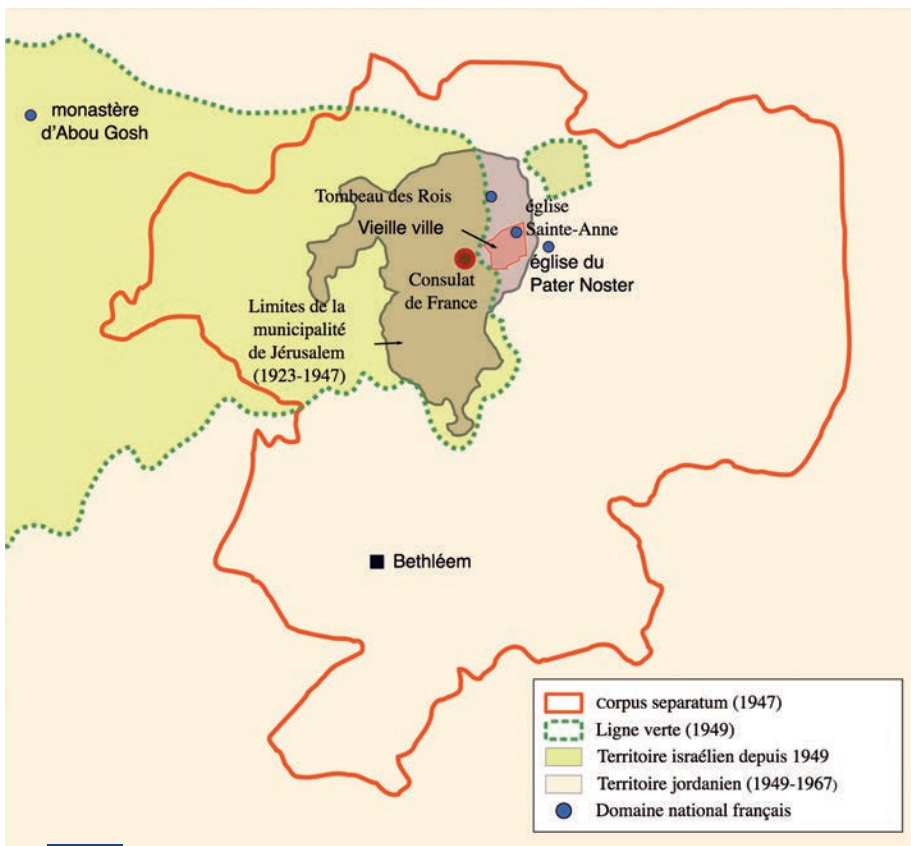 monastère
d'Abou Gosh
Tombeau des Rois
église
Sainte-Anne
Vieille ville
église du
Pater Noster
Consulat
de France
Limites de la
municipalité
de Jérusalem
(1923-1947)
Bethléem
Corpus separatum (1947)
Ligne verte (1949)
Territoire israélien depuis 1949
Territoire jordanien (1949-1967)
Domaine national français